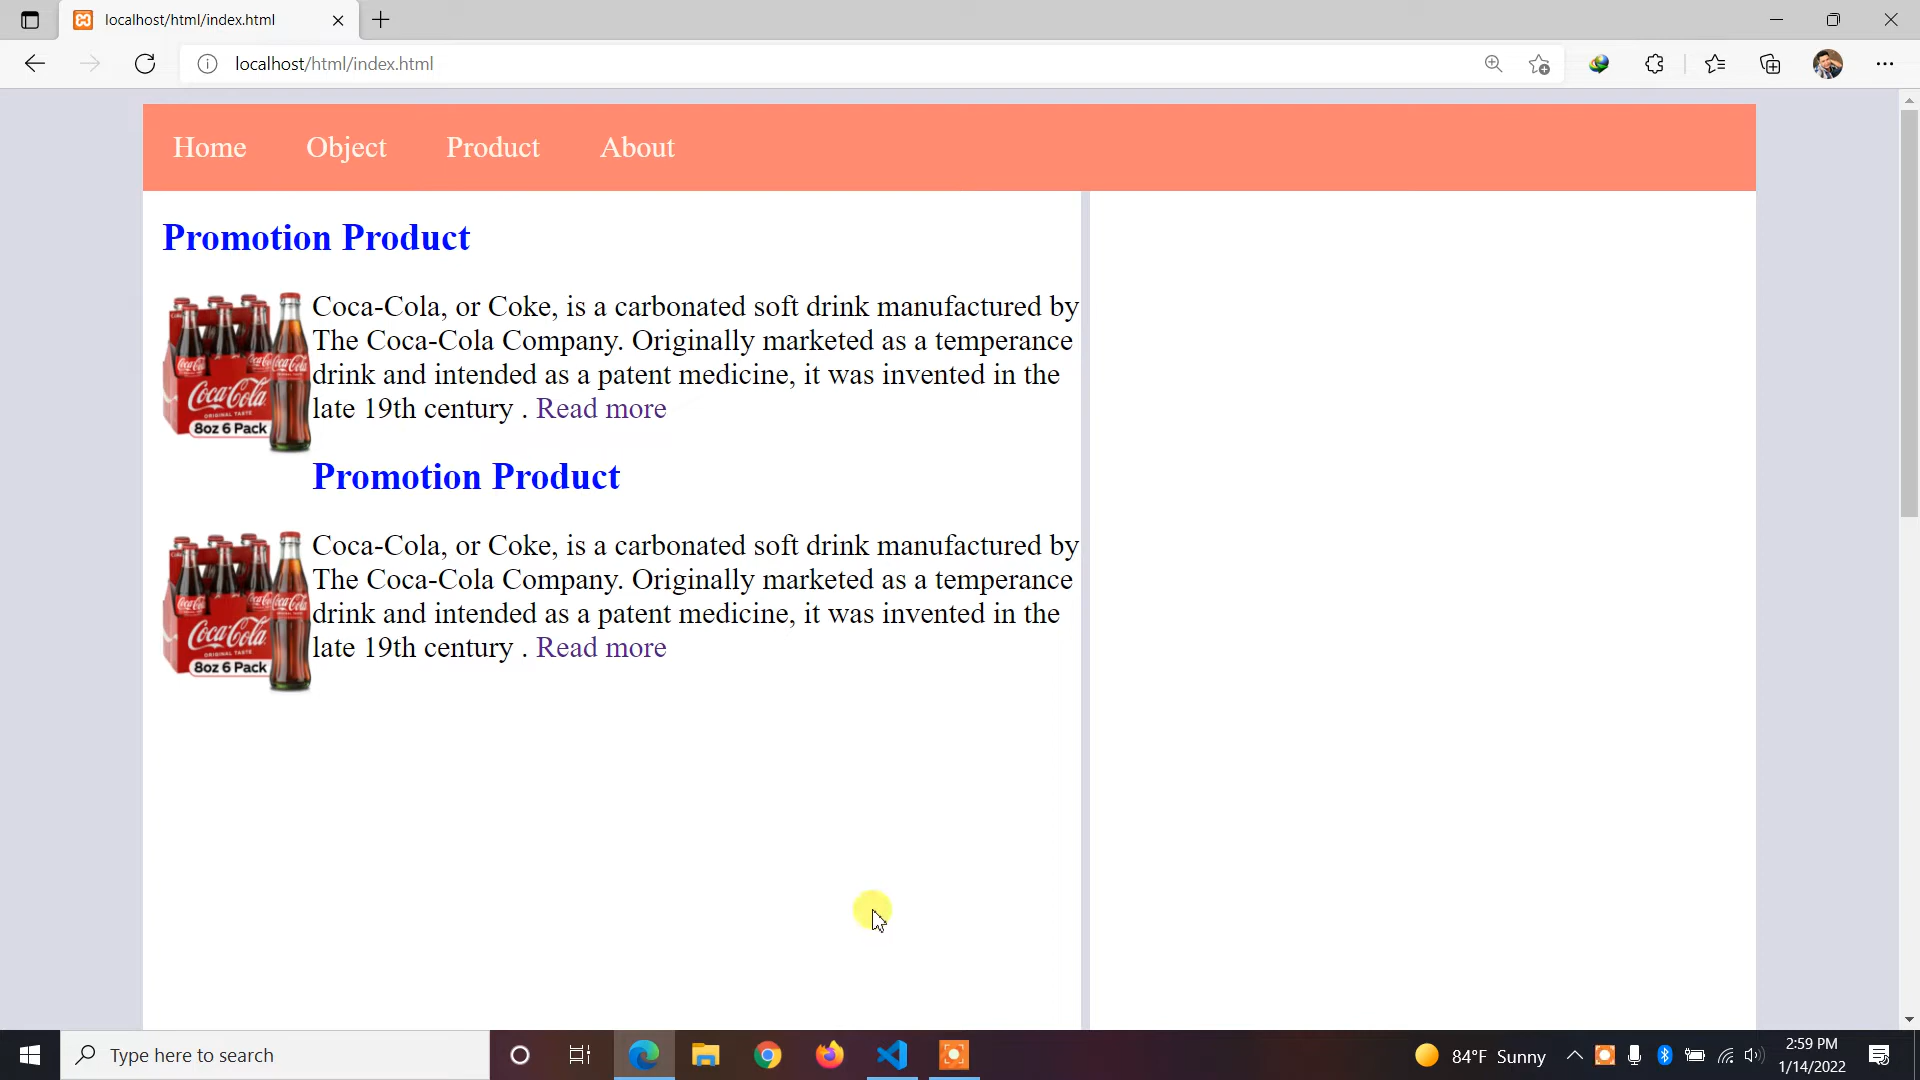 localhost/html/index.html
localhost/html/index.html
Home Object Product About
Promotion Product
Coca-Cola, or Coke, is a carbonated soft drink manufactured by
The Coca-Cola Company. Originally marketed as a temperance
drink and intended as a patent medicine, it was invented in the
late 19th century . Read more
Coca-Cola
ORIGINAL TASTE
8oz 6 Pack
Promotion Product
Coca-Cola, or Coke, is a carbonated soft drink manufactured by
The Coca-Cola Company. Originally marketed as a temperance
drink and intended as a patent medicine, it was invented in the
late 19th century . Read more
Coca-Cola
ORIGINAL TASTE
8oz 6 Pack
Type here to search
84°F Sunny
2:59 PM
1/14/2022